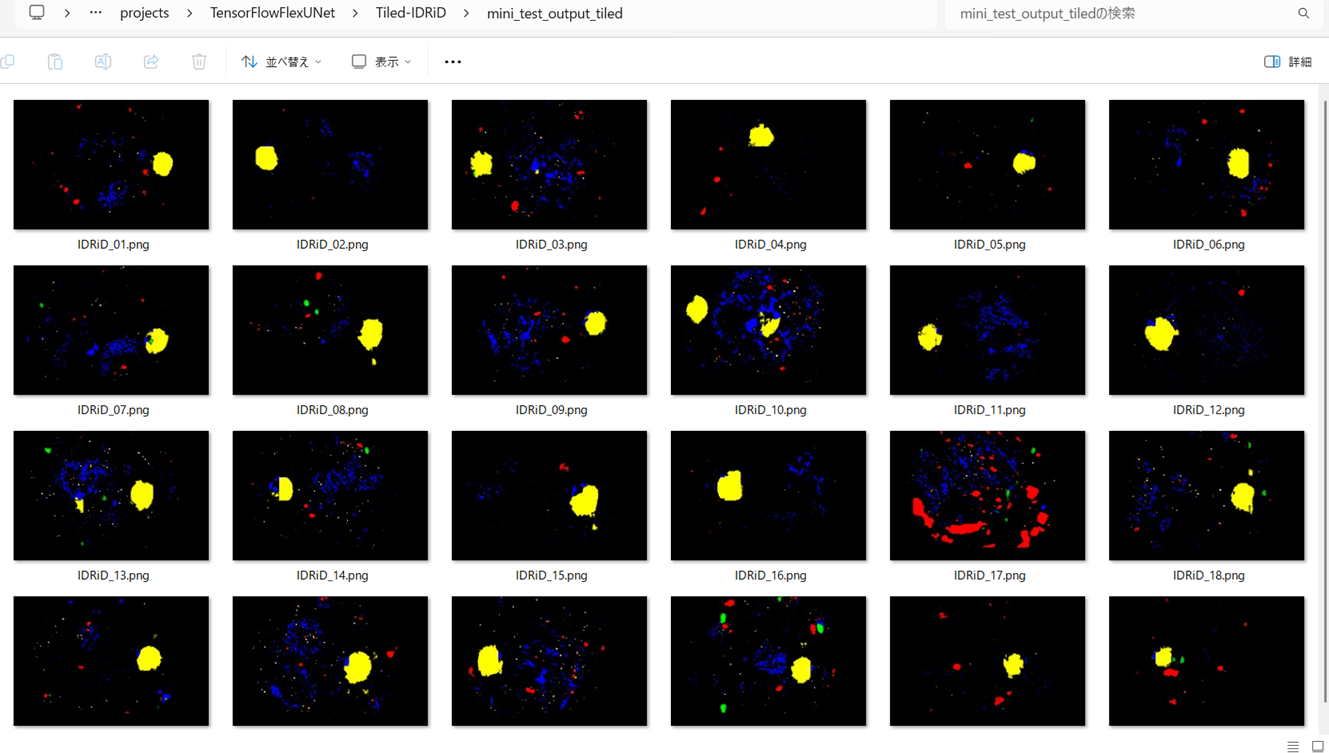 projects > TensorFlowFlexUNet > Tiled-IDRiD > mini_test_output_tiled
mini_test_output_tiledの検索
並べ替え
表示
詳細
IDRiD_01.png
IDRiD_02.png
IDRiD_03.png
IDRiD_04.png
IDRiD_05.png
IDRiD_06.png
IDRiD_07.png
IDRiD_08.png
IDRiD_09.png
IDRiD_10.png
IDRiD_11.png
IDRiD_12.png
IDRiD_13.png
IDRiD_14.png
IDRiD_15.png
IDRiD_16.png
IDRiD_17.png
IDRiD_18.png